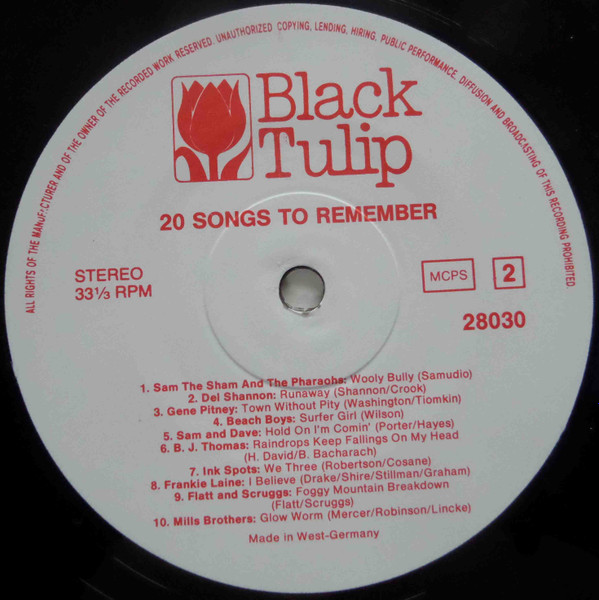 ALL RIGHTS OF THE MANUFACTURER AND OF THE OWNER OF THE RECORDED WORK RESERVED. UNAUTHORIZED COPYING, LENDING, HIRING, PUBLIC PERFORMANCE, DIFFUSION AND BROADCASTING OF THIS RECORDING PROHIBITED.
Black
Tulip
20 SONGS TO REMEMBER
STEREO
33⅓ RPM
MCPS 2
28030
1. Sam The Sham And The Pharaohs: Wooly Bully (Samudio)
2. Del Shannon: Runaway (Shannon/Crook)
3. Gene Pitney: Town Without Pity (Washington/Tiomkin)
4. Beach Boys: Surfer Girl (Wilson)
5. Sam and Dave: Hold On I'm Comin' (Porter/Hayes)
6. B. J. Thomas: Raindrops Keep Fallings On My Head
(H. David/B. Bacharach)
7. Ink Spots: We Three (Robertson/Cosane)
8. Frankie Laine: I Believe (Drake/Shire/Stillman/Graham)
9. Flatt and Scruggs: Foggy Mountain Breakdown
(Flatt/Scruggs)
10. Mills Brothers: Glow Worm (Mercer/Robinson/Lincke)
Made in West-Germany